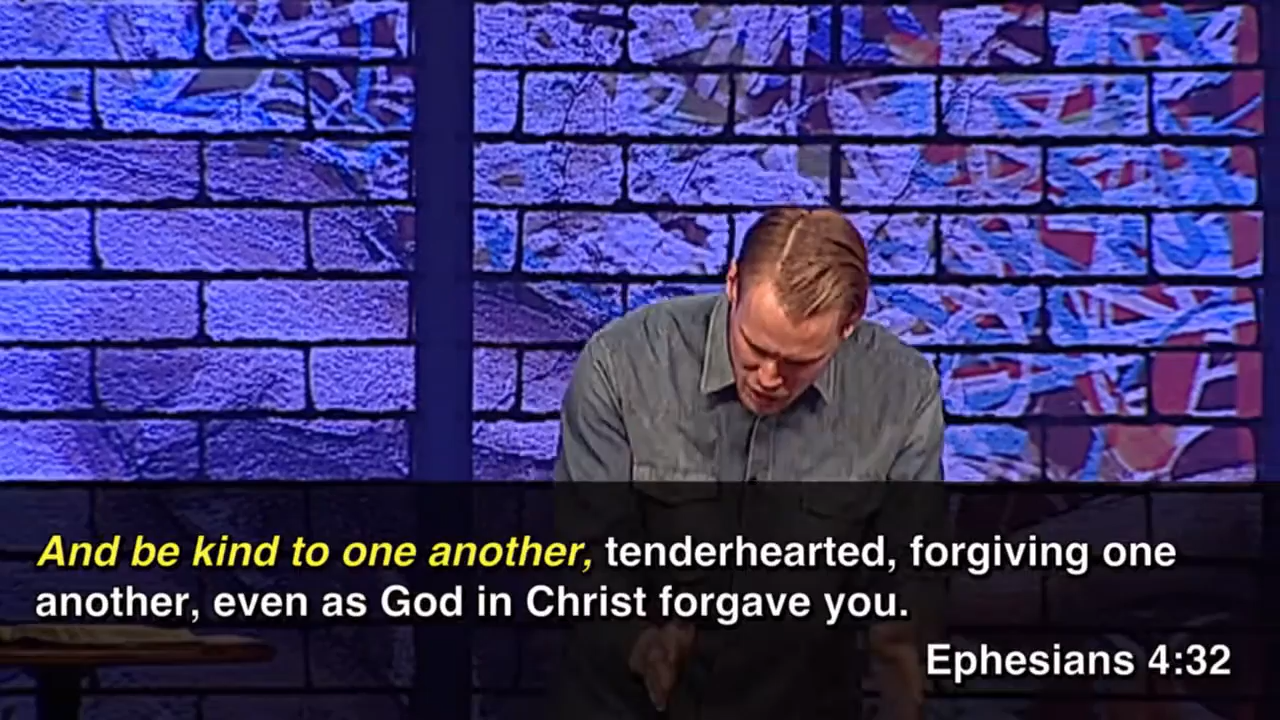 And be kind to one another, tenderhearted, forgiving one
another, even as God in Christ forgave you.
Ephesians 4:32